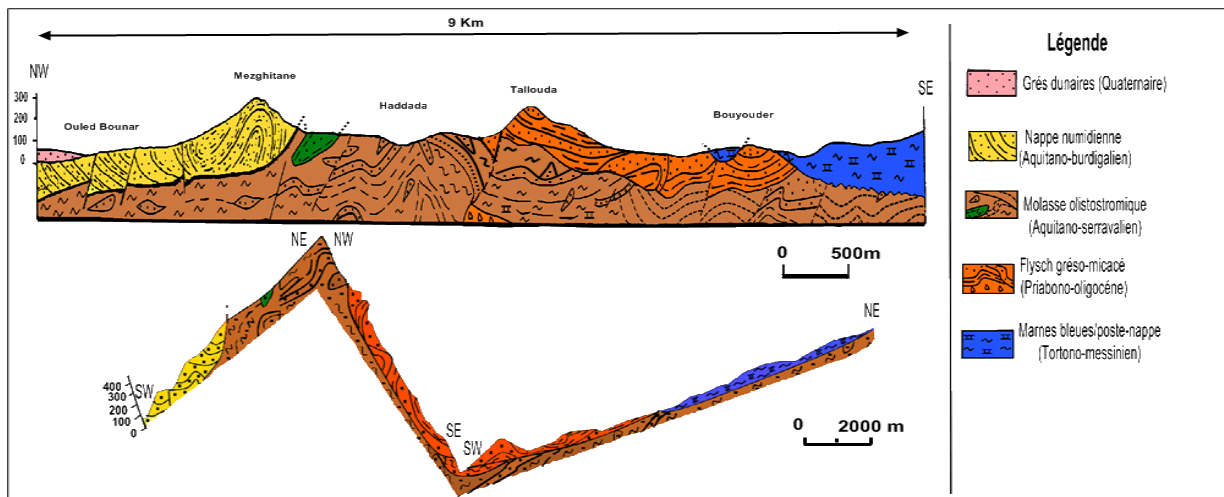 9 Km
NW
SE
Mezghitane
Tallouda
Haddada
Bouyouder
Ouled Bounar
300
200
100
0
0 500m
NE NW
NE
SW
400
300
200
100
0
SE
SW
0 2000 m
Légende
Grés dunaires (Quaternaire)
Nappe numidienne
(Aquitano-burdigalien)
Molasse olistostromique
(Aquitano-serravalien)
Flysch gréso-micacé
(Priabono-oligocéne)
Marnes bleues/poste-nappe
(Tortono-messinien)